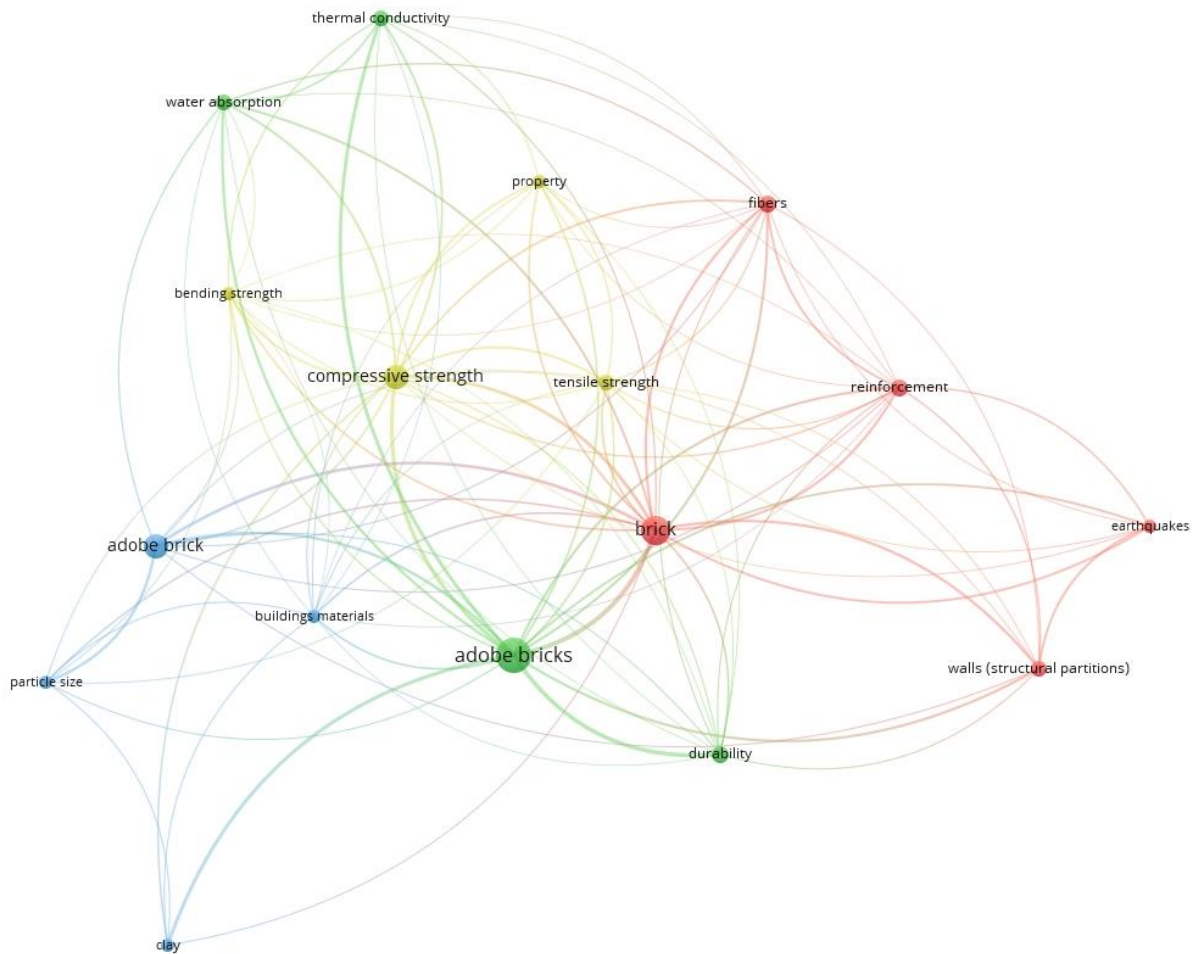 thermal conductivity
water absorption
property
fibers
bending strength
compressive strength
tensile strength
reinforcement
earthquakes
brick
adobe brick
buildings materials
adobe bricks
walls (structural partitions)
particle size
durability
clay